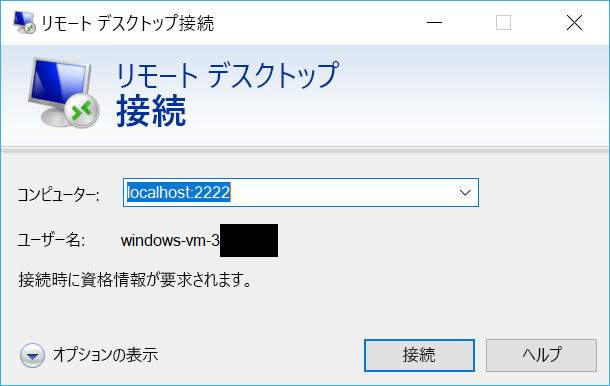 リモート デスクトップ接続
リモート デスクトップ
接続
コンピューター: localhost:2222
ユーザー名: windows-vm-3
接続時に資格情報が要求されます。
オプションの表示 接続 ヘルプ